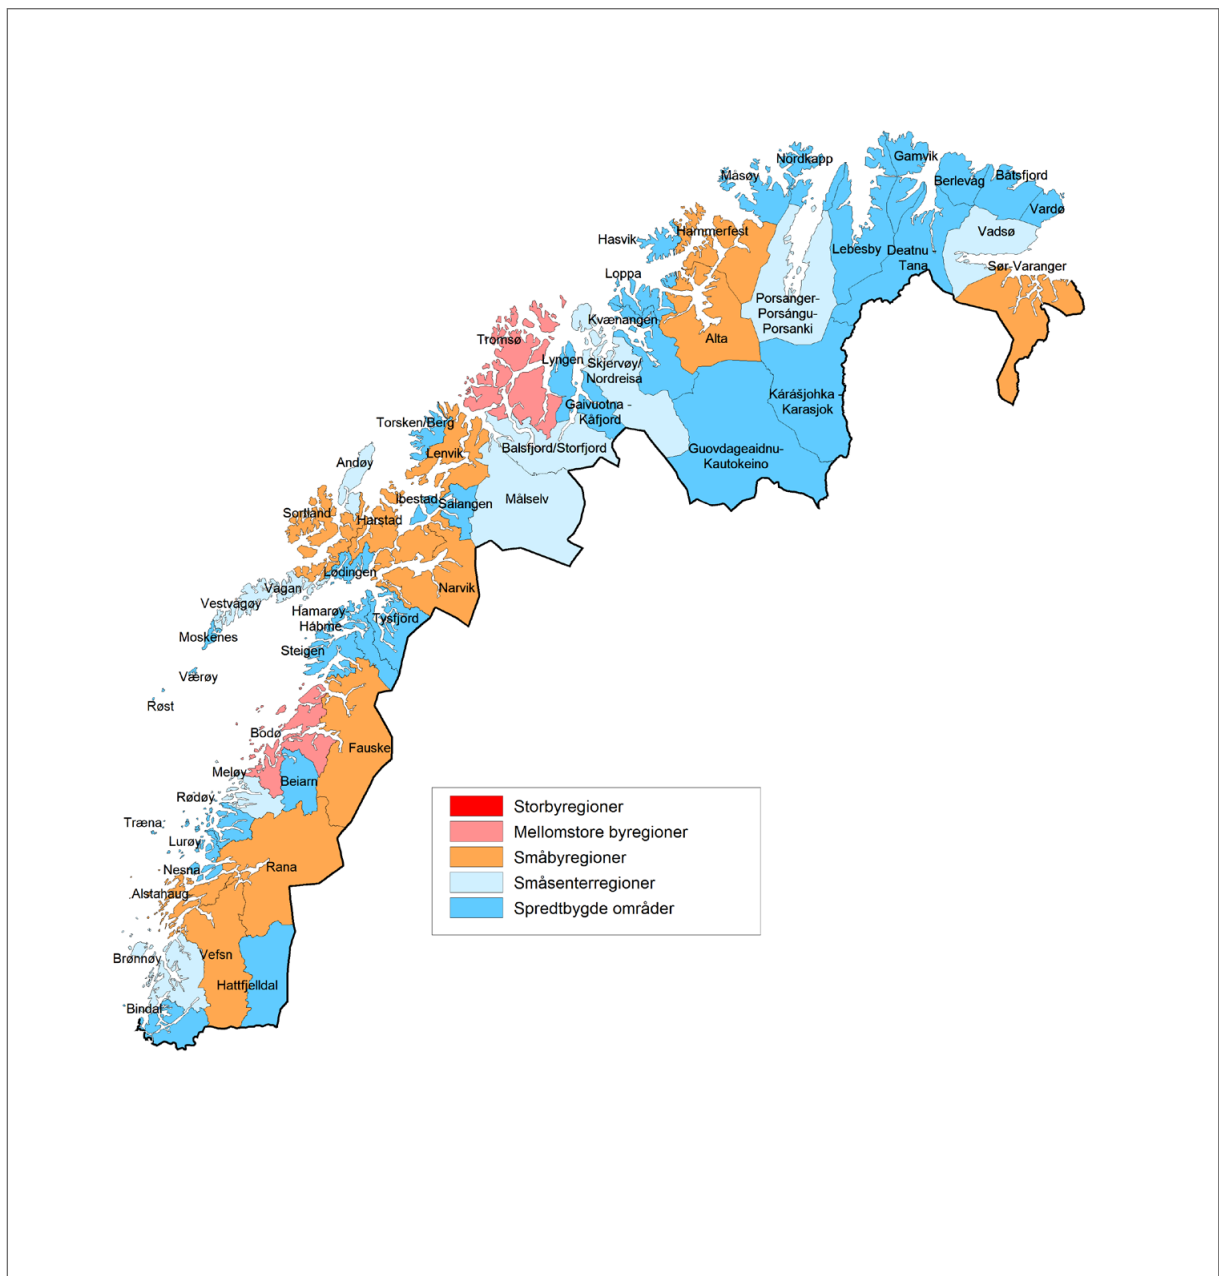 Nordkapp
Gamvik
Måsøy
Berlevåg
Båtsfjord
Vardø
Hammerfest
Vadsø
Hasvik
Lebesby
Deatnu -
Tana
Sør-Varanger
Loppa
Porsanger-
Porsángu-
Porsanki
Kvænangen
Alta
Tromsø
Lyngen
Skjervøy/
Nordreisa
Kárášjohka -
Karasjok
Gaivuotna -
Kåfjord
Torsken/Berg
Balsfjord/Storfjord
Guovdageaidnu-
Kautokeino
Lenvik
Andøy
Målselv
Ibestad
Salangen
Sortland
Harstad
Lødingen
Narvik
Vågan
Vestvågøy
Hamarøy-
Hábme
Tysfjord
Moskenes
Steigen
Værøy
Røst
Bodø
Fauske
Meløy
Beiarn
Rødøy
Træna
Lurøy
Nesna
Rana
Alstahaug
Brønnøy
Vefsn
Hattfjelldal
Bindal
Storbyregioner
Mellomstore byregioner
Småbyregioner
Småsenterregioner
Spredtbygde områder